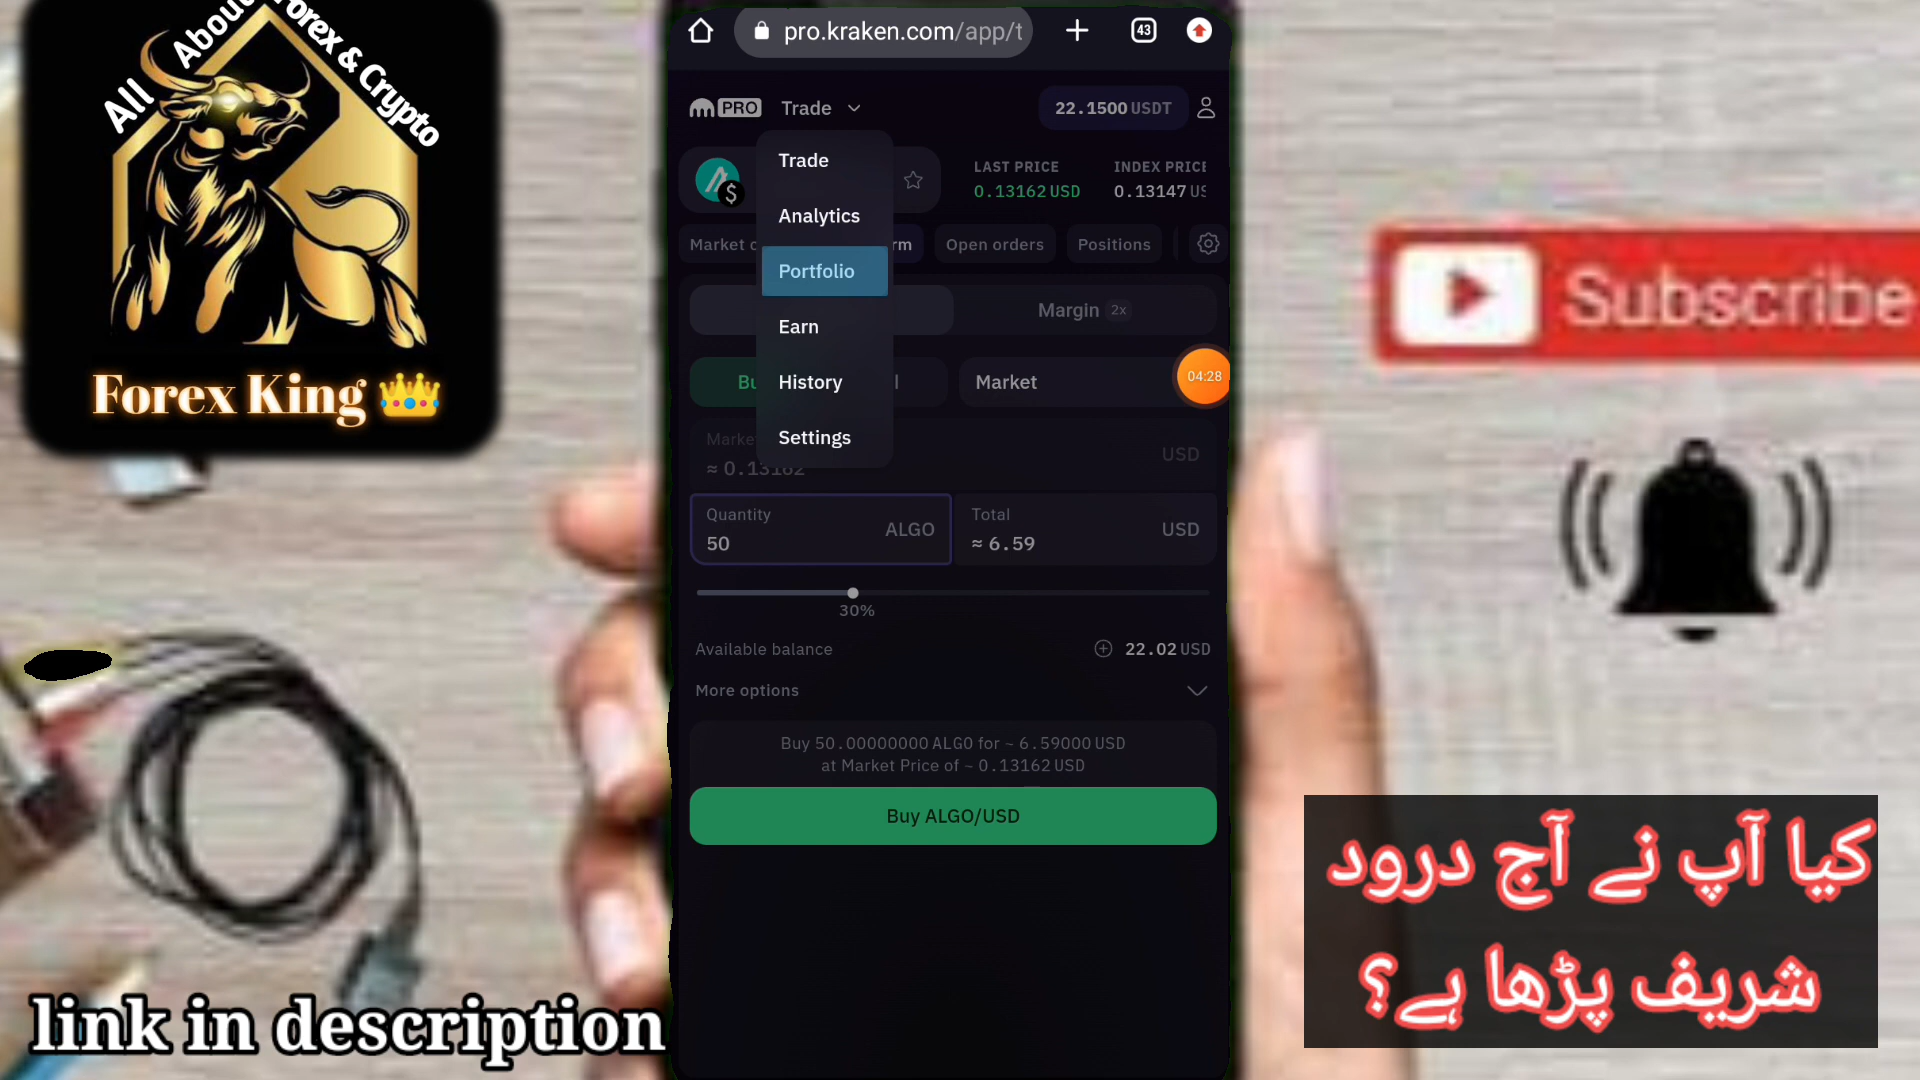 All About Forex & Crypto
Forex King
link in description
pro.kraken.com/app/t
43
PRO
Trade
22.1500 USDT
Trade
Analytics
Portfolio
Earn
History
Settings
LAST PRICE
0.13162 USD
INDEX PRICE
0.13147
Open orders
Positions
Margin 2x
Market
04:28
≈ 0.13162
USD
Quantity
50
ALGO
Total
≈ 6.59
USD
30%
Available balance
22.02 USD
More options
Buy 50.00000000 ALGO for ~ 6.59000 USD
at Market Price of ~ 0.13162 USD
Buy ALGO/USD
Subscribe
کیا آپ نے آج درود
شریف پڑھا ہے؟